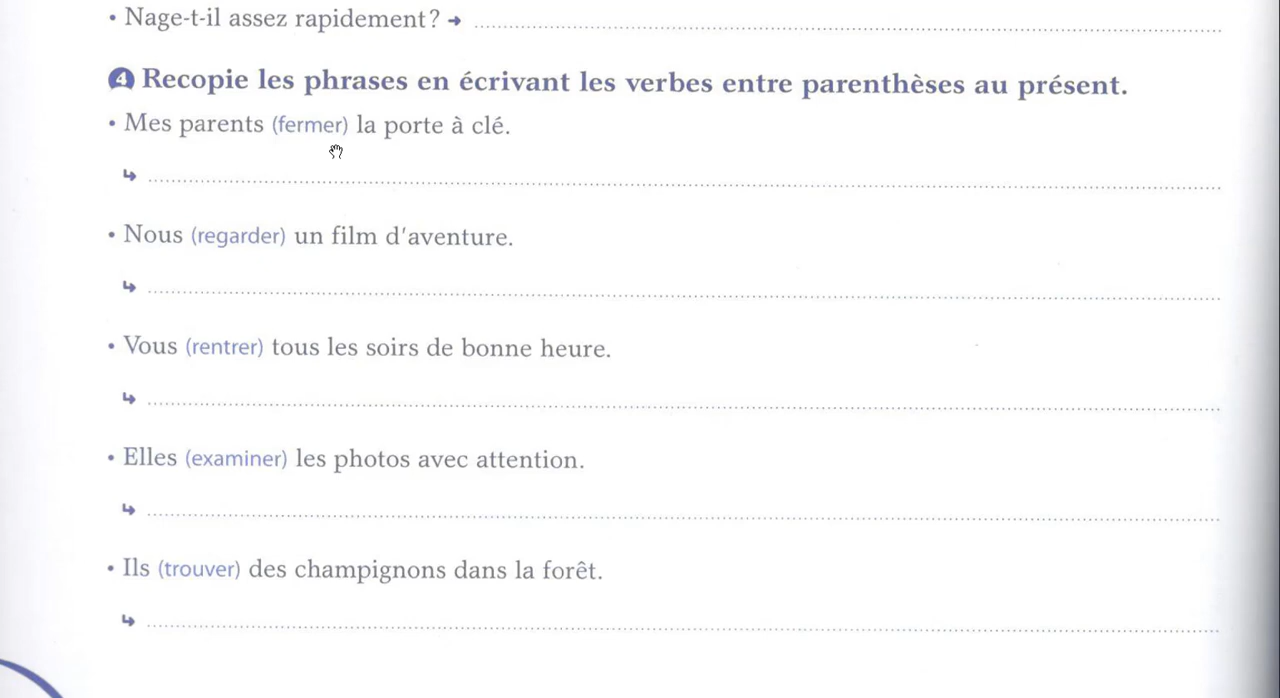 • Nage-t-il assez rapidement ? → 
4 Recopie les phrases en écrivant les verbes entre parenthèses au présent.
• Mes parents (fermer) la porte à clé.
↳
• Nous (regarder) un film d'aventure.
↳
• Vous (rentrer) tous les soirs de bonne heure.
↳
• Elles (examiner) les photos avec attention.
↳
• Ils (trouver) des champignons dans la forêt.
↳